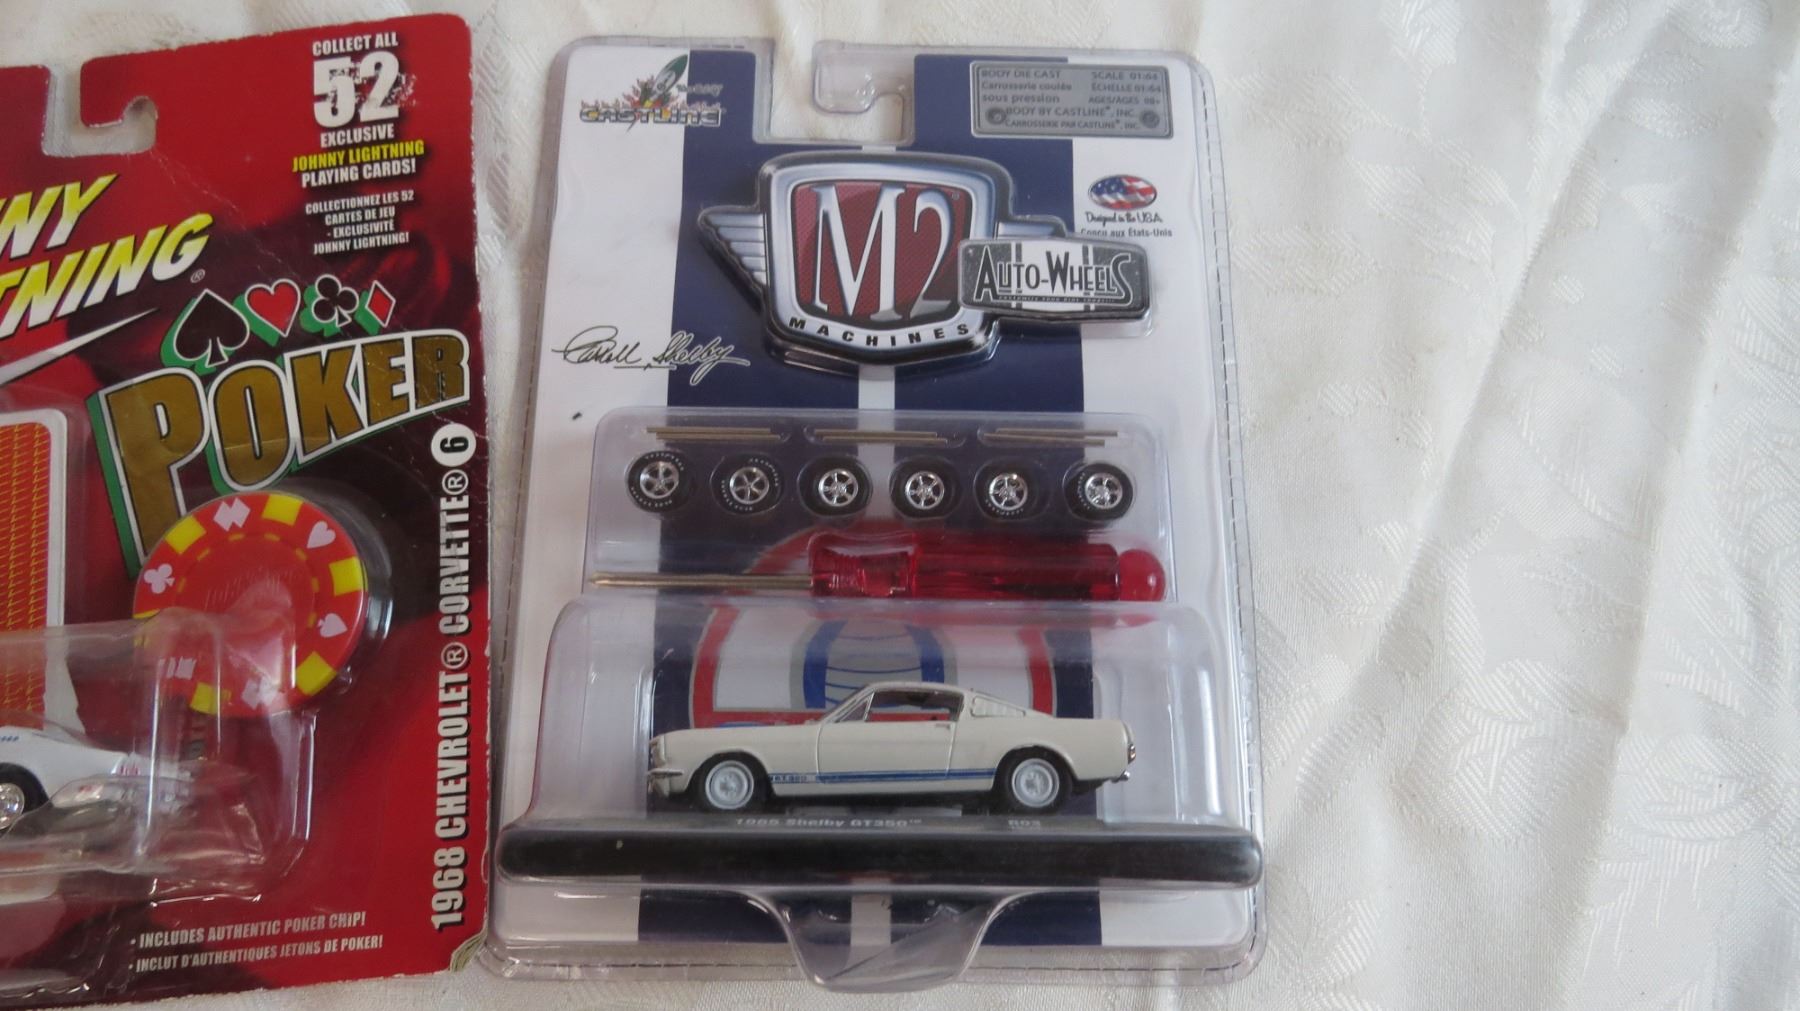 COLLECT ALL
52
EXCLUSIVE
JOHNNY LIGHTNING
PLAYING CARDS!
COLLECTIONNEZ LES 52
CARTES DE JEU
- EXCLUSIVITÉ
JOHNNY LIGHTNING!
NY
TNING®
POKER
1968 CHEVROLET® CORVETTE® 6
• INCLUDES AUTHENTIC POKER CHIP!
• INCLUT D'AUTHENTIQUES JETONS DE POKER!
CASTLINE
BODY DIE CAST
Carrosserie coulée
sous pression
SCALE 01:64
ÉCHELLE 01:64
AGES/ÂGES 08+
BODY BY CASTLINE®, INC.
CARROSSERIE PAR CASTLINE®, INC.
Designed in the USA
Conçu aux États-Unis
M2
MACHINES
AUTO-WHEELS
Carroll Shelby
GT350
1965 Shelby GT350™
R03